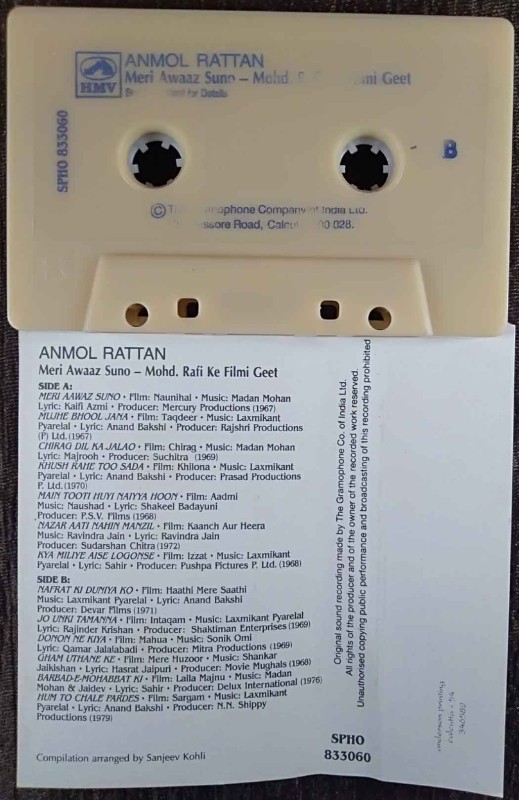 ANMOL RATTAN
HMV
Meri Awaaz Suno – Mohd. Geet
for Details
SPHO 833060
B
© Gramophone Company of India Ltd.
Road, 028.
ANMOL RATTAN
Meri Awaaz Suno – Mohd. Rafi Ke Filmi Geet
SIDE A:
MERI AAWAZ SUNO • Film: Naunihal • Music: Madan Mohan
Lyric: Kaifi Azmi • Producer: Mercury Productions (1967)
MUJHE BHOOL JANA • Film: Taqdeer • Music: Laxmikant
Pyarelal • Lyric: Anand Bakshi • Producer: Rajshri Productions
(P) Ltd. (1967)
CHIRAG DIL KA JALAO • Film: Chirag • Music: Madan Mohan
Lyric: Majrooh • Producer: Suchitra (1969)
KHUSH RAHE TOO SADA • Film: Khilona • Music: Laxmikant
Pyarelal • Lyric: Anand Bakshi • Producer: Prasad Productions
P. Ltd. (1970)
MAIN TOOTI HUYI NAIYYA HOON • Film: Aadmi
Music: Naushad • Lyric: Shakeel Badayuni
Producer: P.S.V. Films (1968)
NAZAR AATI NAHIN MANZIL • Film: Kaanch Aur Heera
Music: Ravindra Jain • Lyric: Ravindra Jain
Producer: Sudarshan Chitra (1972)
KYA MILIYE AISE LOGONSE • Film: Izzat • Music: Laxmikant
Pyarelal • Lyric: Sahir • Producer: Pushpa Pictures P. Ltd. (1968)
SIDE B:
NAFRAT KI DUNIYA KO • Film: Haathi Mere Saathi
Music: Laxmikant Pyarelal • Lyric: Anand Bakshi
Producer: Devar Films (1971)
JO UNKI TAMANNA • Film: Intaqam • Music: Laxmikant Pyarelal
Lyric: Rajinder Krishan • Producer: Shaktiman Enterprises (1969)
DONON NE KIYA • Film: Mahua • Music: Sonik Omi
Lyric: Qamar Jalalabadi • Producer: Mitra Productions (1969)
GHAM UTHANE KE • Film: Mere Huzoor • Music: Shankar
Jaikishan • Lyric: Hasrat Jaipuri • Producer: Movie Mughals (1968)
BARBAD-E-MOHABBAT KI • Film: Laila Majnu • Music: Madan
Mohan & Jaidev • Lyric: Sahir • Producer: Delux International (1976)
HUM TO CHALE PARDES • Film: Sargam • Music: Laxmikant
Pyarelal • Lyric: Anand Bakshi • Producer: N.N. Shippy
Productions (1979)
Compilation arranged by Sanjeev Kohli
Original sound recording made by The Gramophone Co. of India Ltd.
All rights of the producer and of the owner of the recorded work reserved.
Unauthorised copying public performance and broadcasting of this recording prohibited
SPHO
833060